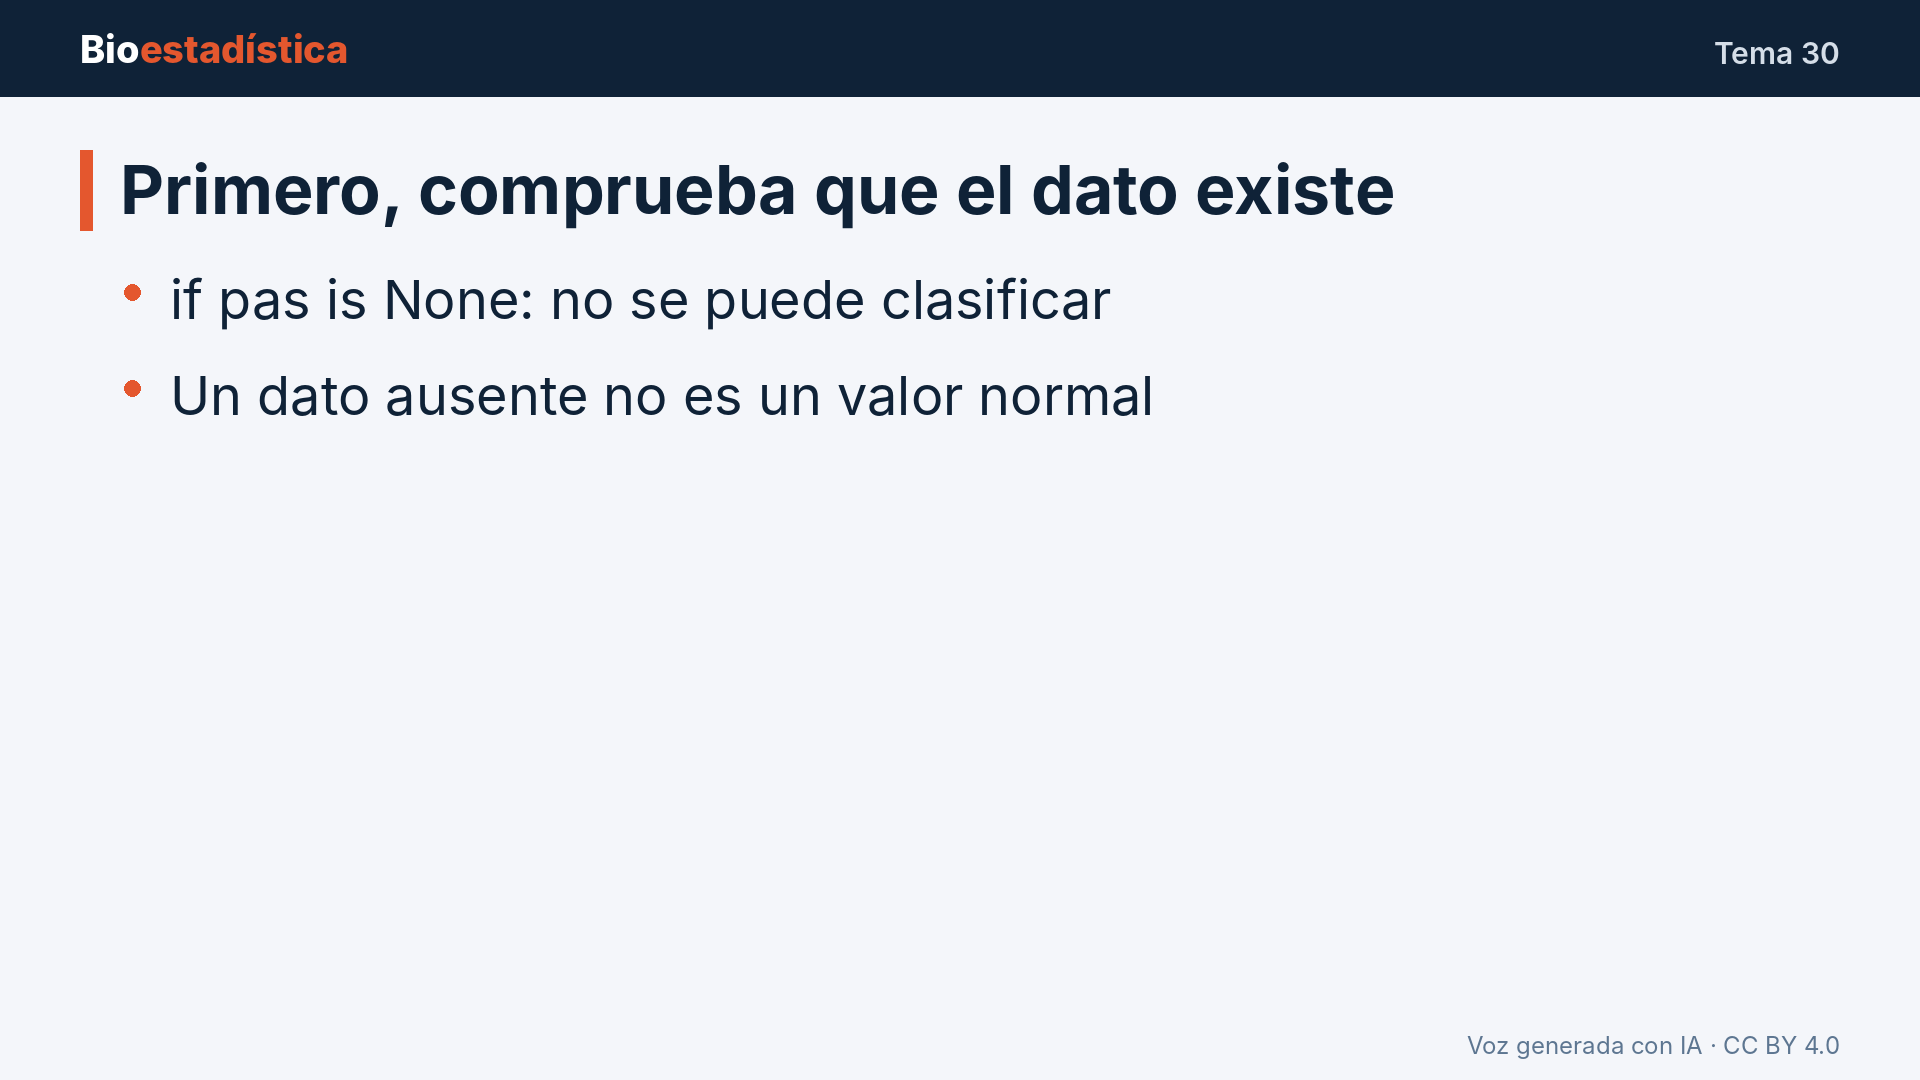 Bioestadística
Tema 30
Primero, comprueba que el dato existe
• if pas is None: no se puede clasificar
• Un dato ausente no es un valor normal
Voz generada con IA · CC BY 4.0